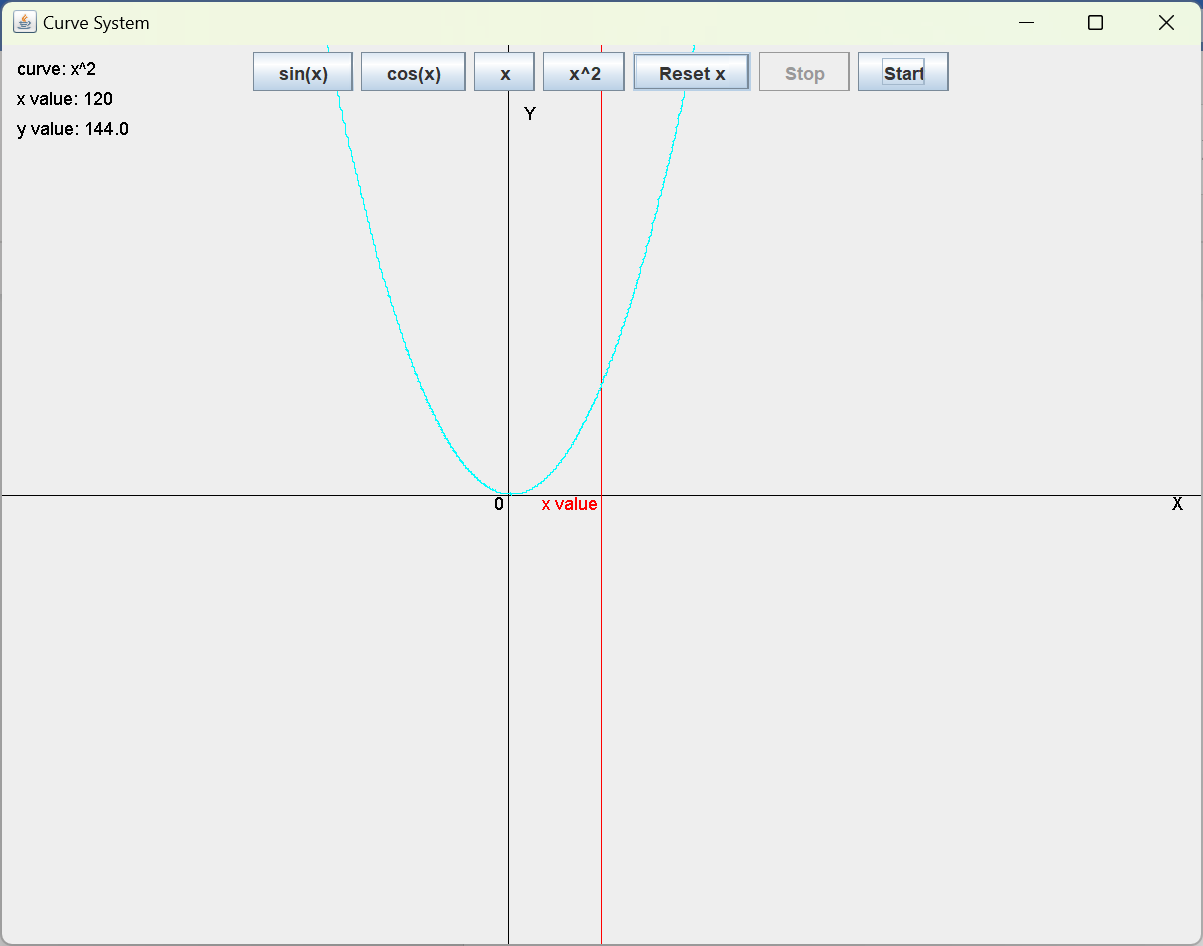 Curve System
curve: x^2
x value: 120
y value: 144.0
sin(x) cos(x) x x^2 Reset x Stop Start
Y
0 x value X